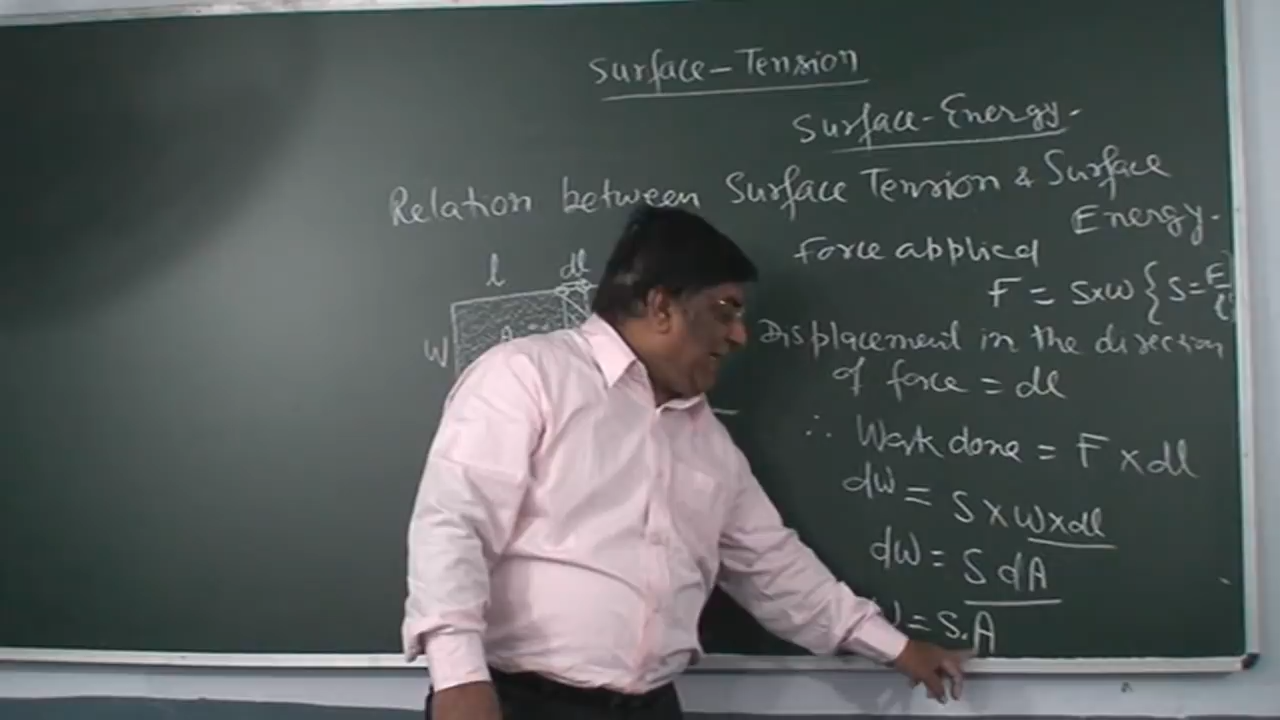 Surface-Tension
Surface-Energy.
Relation between Surface Tension & Surface
Energy.
l dl
Force applied
F = S×W { S = F/l
W
Displacement in the direction
of force = dl
∴ Work done = F × dl
dW = S × W × dl
dW = S dA
W = S.A